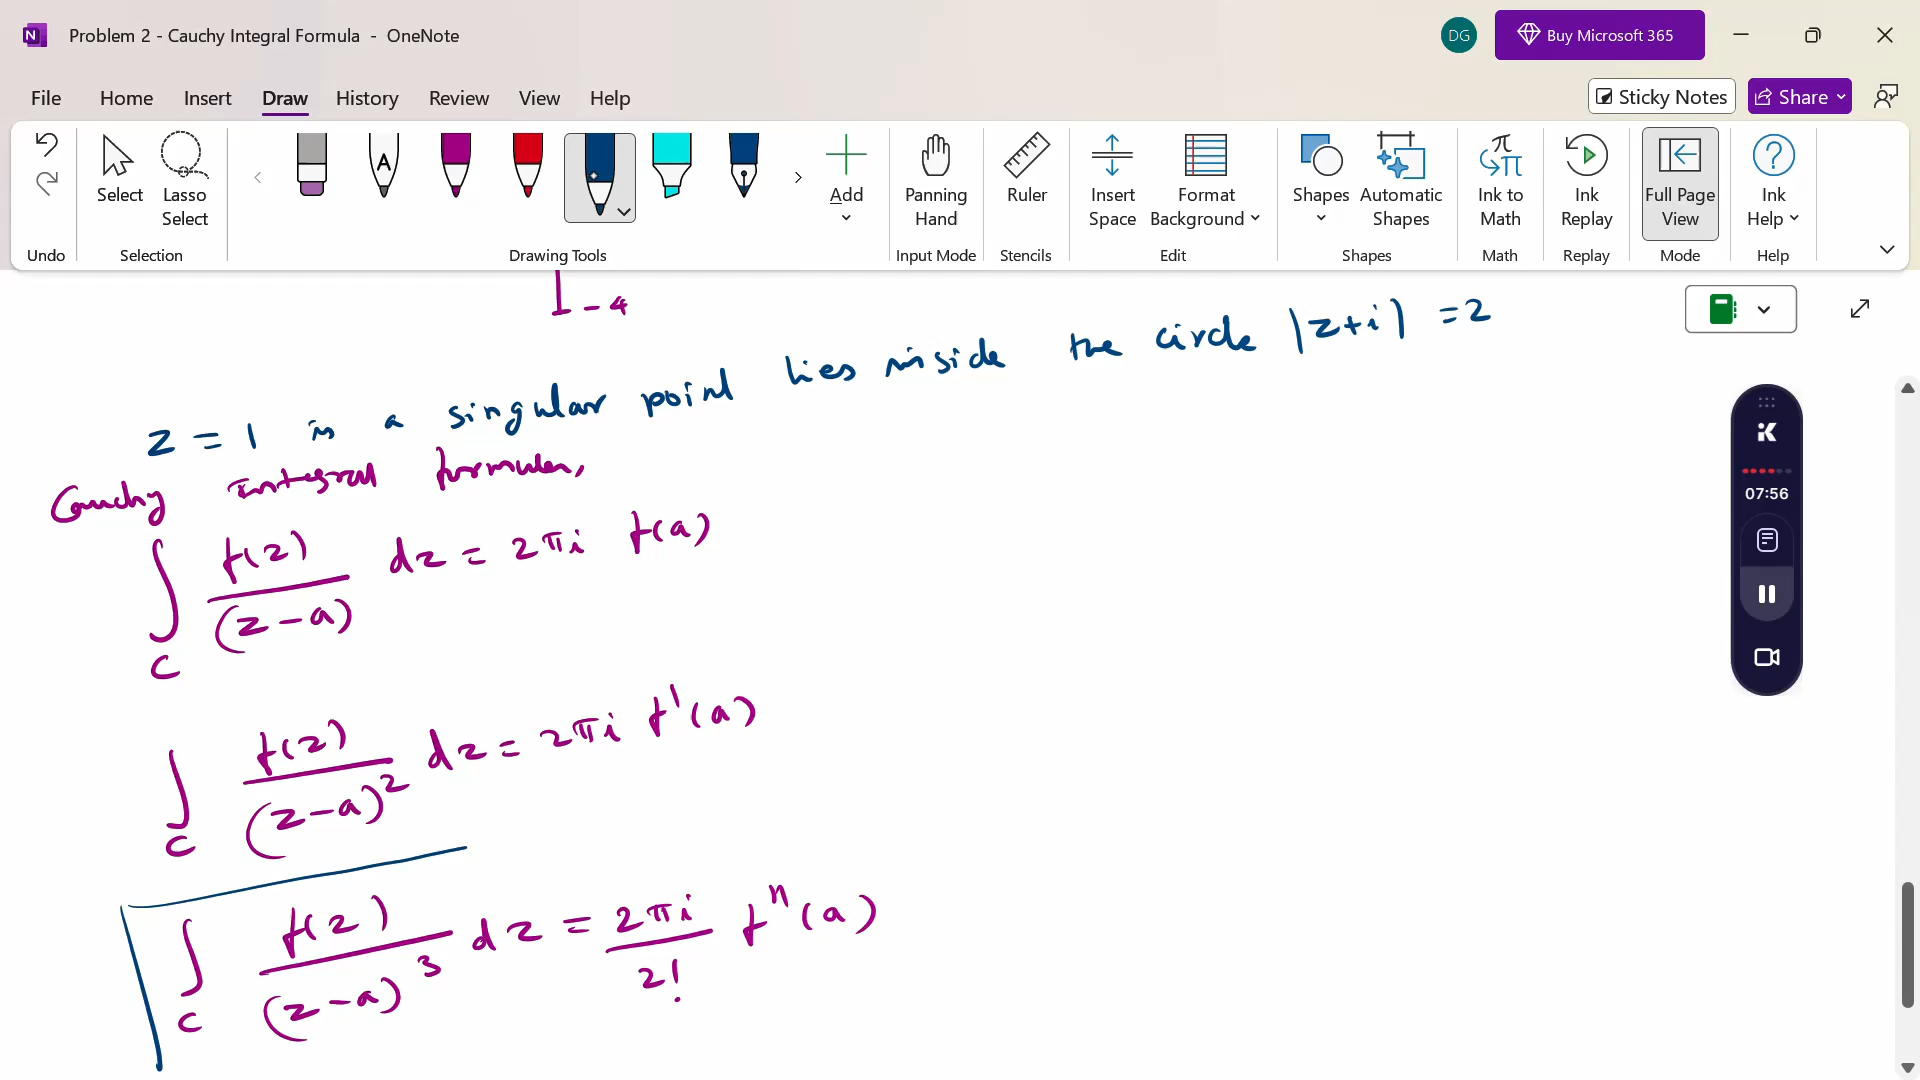 Problem 2 - Cauchy Integral Formula - OneNote
DG
Buy Microsoft 365
File Home Insert Draw History Review View Help
Sticky Notes
Share
Undo
Select
Lasso Select
Selection
A
Drawing Tools
Add
Panning Hand
Input Mode
Ruler
Stencils
Insert Space
Format Background
Edit
Shapes
Automatic Shapes
Shapes
Ink to Math
Math
Ink Replay
Replay
Full Page View
Mode
Ink Help
Help
-4
z = 1 is a singular point lies inside the circle |z+i| = 2
Cauchy integral formula,
∫_C f(z)/(z-a) dz = 2πi f(a)
∫_C f(z)/(z-a)^2 dz = 2πi f'(a)
∫_C f(z)/(z-a)^3 dz = 2πi/2! f''(a)
07:56